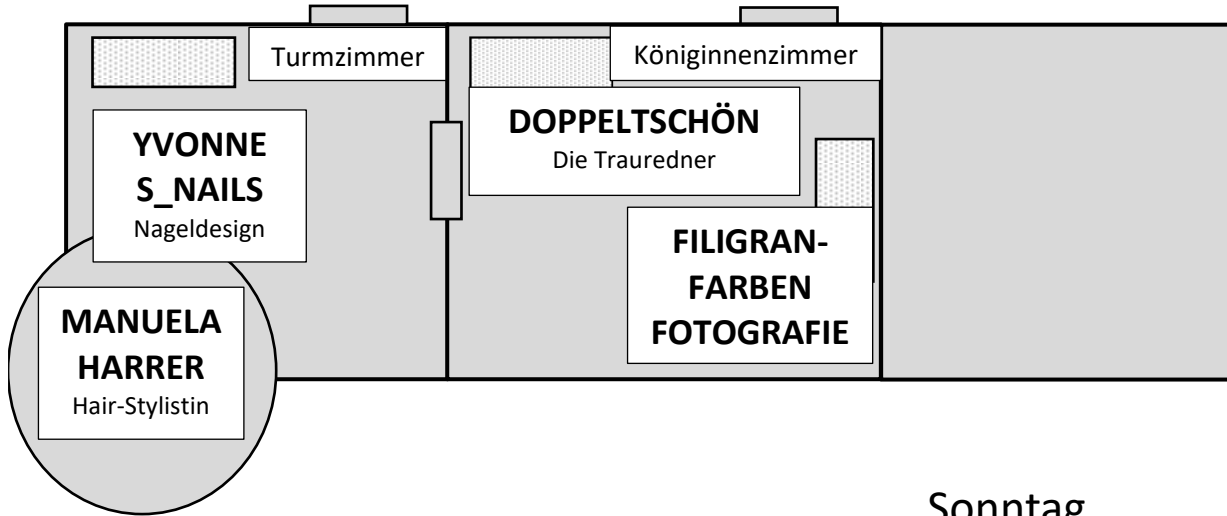 Turmzimmer
Königinnenzimmer
YVONNE
S_NAILS
Nageldesign
DOPPELTSCHÖN
Die Trauredner
FILIGRAN-
FARBEN
FOTOGRAFIE
MANUELA
HARRER
Hair-Stylistin
Sonntag